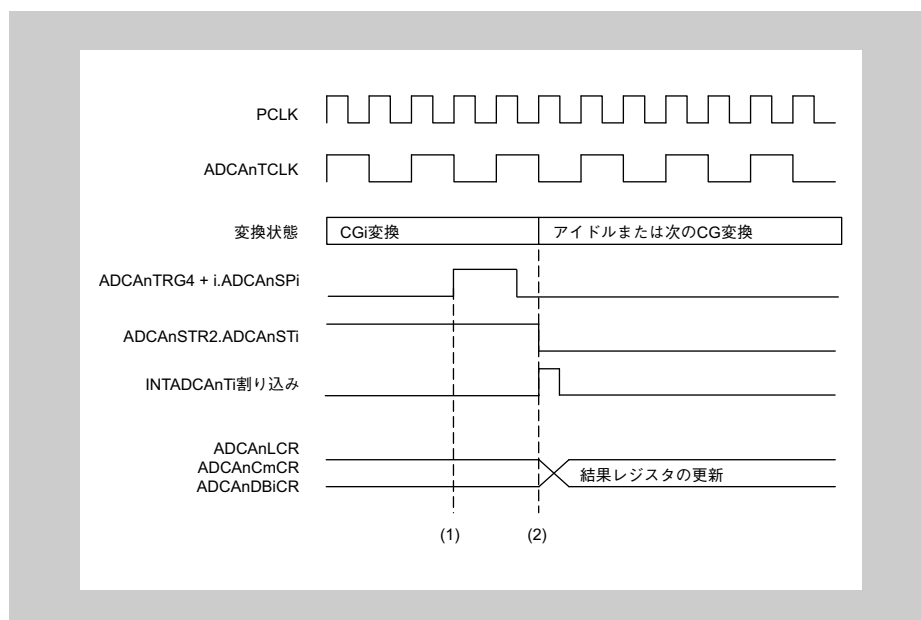 PCLK
ADCAnTCLK
変換状態
CGi変換
アイドルまたは次のCG変換
ADCAnTRG4 + i.ADCAnSPi
ADCAnSTR2.ADCAnSTi
INTADCAnTi割り込み
ADCAnLCR
ADCAnCmCR
ADCAnDBiCR
結果レジスタの更新
(1)
(2)